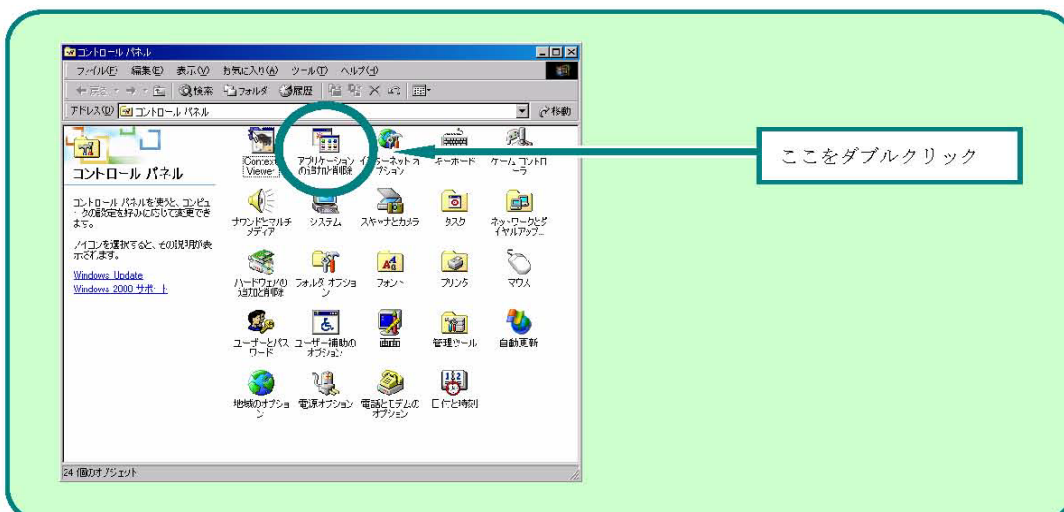 コントロール パネル
ファイル(F) 編集(E) 表示(V) お気に入り(A) ツール(T) ヘルプ(H)
戻る 検索 フォルダ 履歴
アドレス(D) コントロール パネル 移動
コントロール パネル
コントロール パネルを使うと、コンピュ
ータの設定を好みに応じて変更でき
ます。
アイコンを選択すると、その説明が表
示されます。
Windows Update
Windows 2000 サポート
Viewer
アプリケーション
の追加と削除
インターネット オ
プション
キーボード
ゲーム コントロ
ーラ
サウンドとマルチ
メディア
システム
スキャナとカメラ
タスク
ネットワークとダ
イヤルアップ...
ハードウェアの
追加と削除
フォルダ オプショ
ン
フォント
プリンタ
マウス
ユーザーとパス
ワード
ユーザー補助の
オプション
画面
管理ツール
自動更新
地域のオプショ
ン
電源オプション
電話とモデムの
オプション
日付と時刻
24 個のオブジェクト
ここをダブルクリック